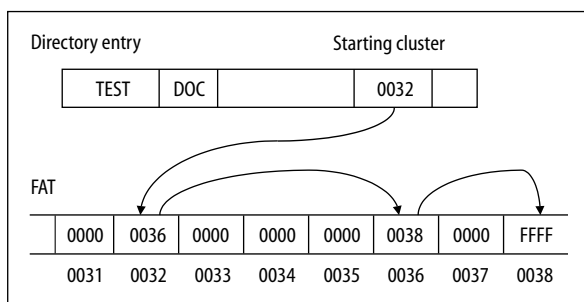 Directory entry Starting cluster
TEST DOC 0032
FAT
0000 0036 0000 0000 0000 0038 0000 FFFF
0031 0032 0033 0034 0035 0036 0037 0038